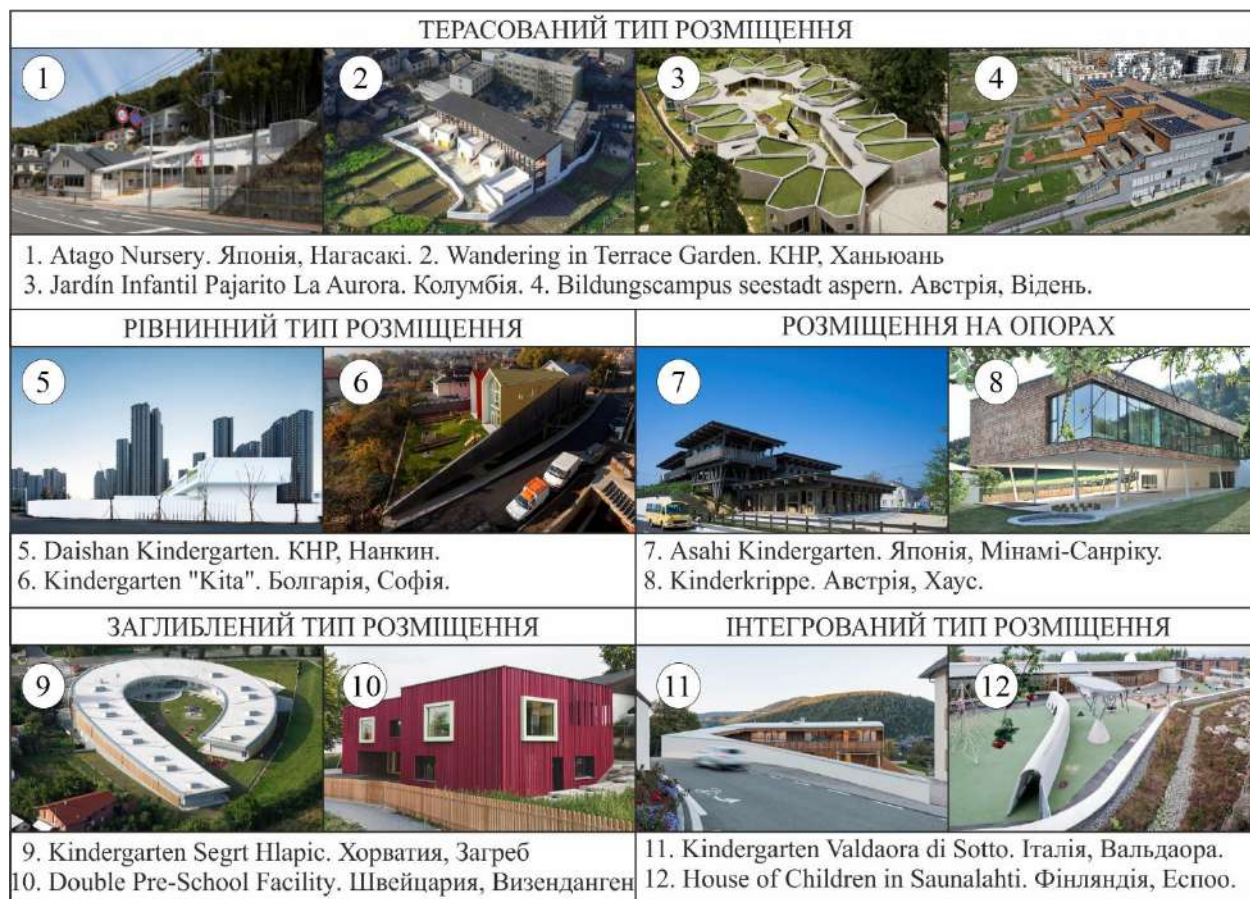 ТЕРАСОВАНИЙ ТИП РОЗМІЩЕННЯ
1
2
3
4
1. Atago Nursery. Японія, Нагасакі. 2. Wandering in Terrace Garden. КНР, Ханьюань
3. Jardín Infantil Pajarito La Aurora. Колумбія. 4. Bildungscampus seestadt aspern. Австрія, Відень.
РІВНИННИЙ ТИП РОЗМІЩЕННЯ
5
6
5. Daishan Kindergarten. КНР, Нанкин.
6. Kindergarten "Kita". Болгарія, Софія.
РОЗМІЩЕННЯ НА ОПОРАХ
7
8
7. Asahi Kindergarten. Японія, Мінамі-Санріку.
8. Kinderkrippe. Австрія, Хаус.
ЗАГЛИБЛЕНИЙ ТИП РОЗМІЩЕННЯ
9
10
9. Kindergarten Segrt Hlapic. Хорватия, Загреб
10. Double Pre-School Facility. Швейцария, Визенданген
ІНТЕГРОВАНИЙ ТИП РОЗМІЩЕННЯ
11
12
11. Kindergarten Valdaora di Sotto. Італія, Вальдаора.
12. House of Children in Saunalahti. Фінляндія, Еспоо.